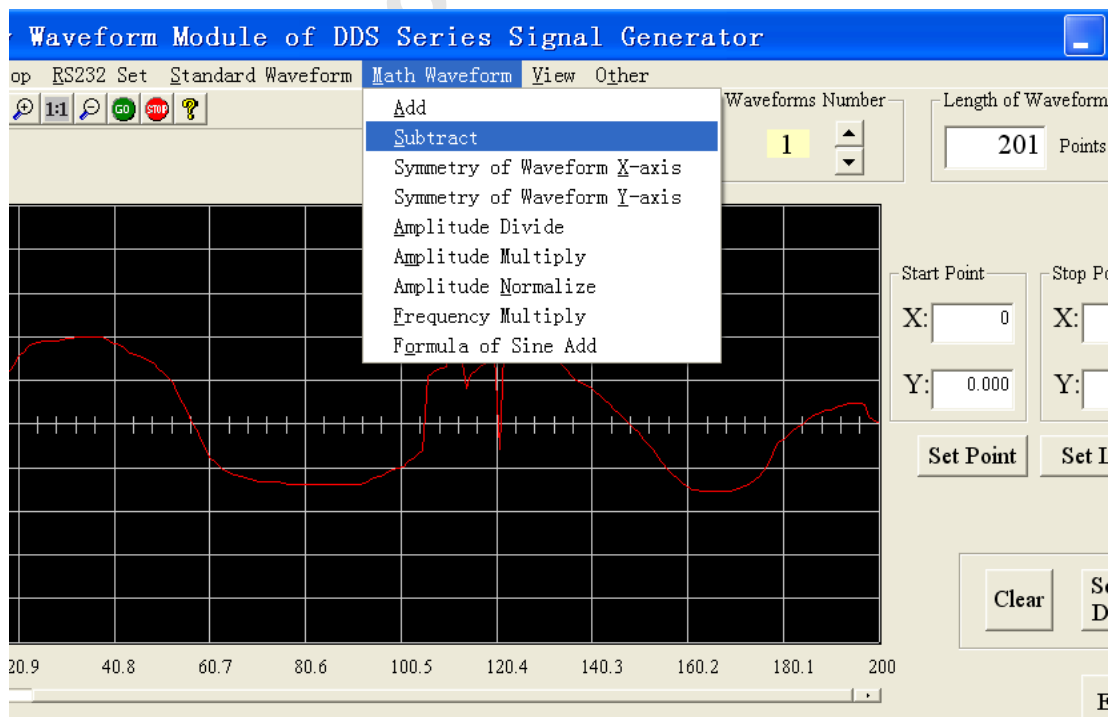 Waveform Module of DDS Series Signal Generator
op RS232 Set Standard Waveform Math Waveform View Other
1:1 GO STOP ?
Add
Subtract
Symmetry of Waveform X-axis
Symmetry of Waveform Y-axis
Amplitude Divide
Amplitude Multiply
Amplitude Normalize
Frequency Multiply
Formula of Sine Add
Waveforms Number
1
Length of Waveform
201 Points
Start Point
X: 0
Y: 0.000
Stop Po
X:
Y:
Set Point
Set L
Clear
20.9 40.8 60.7 80.6 100.5 120.4 140.3 160.2 180.1 200